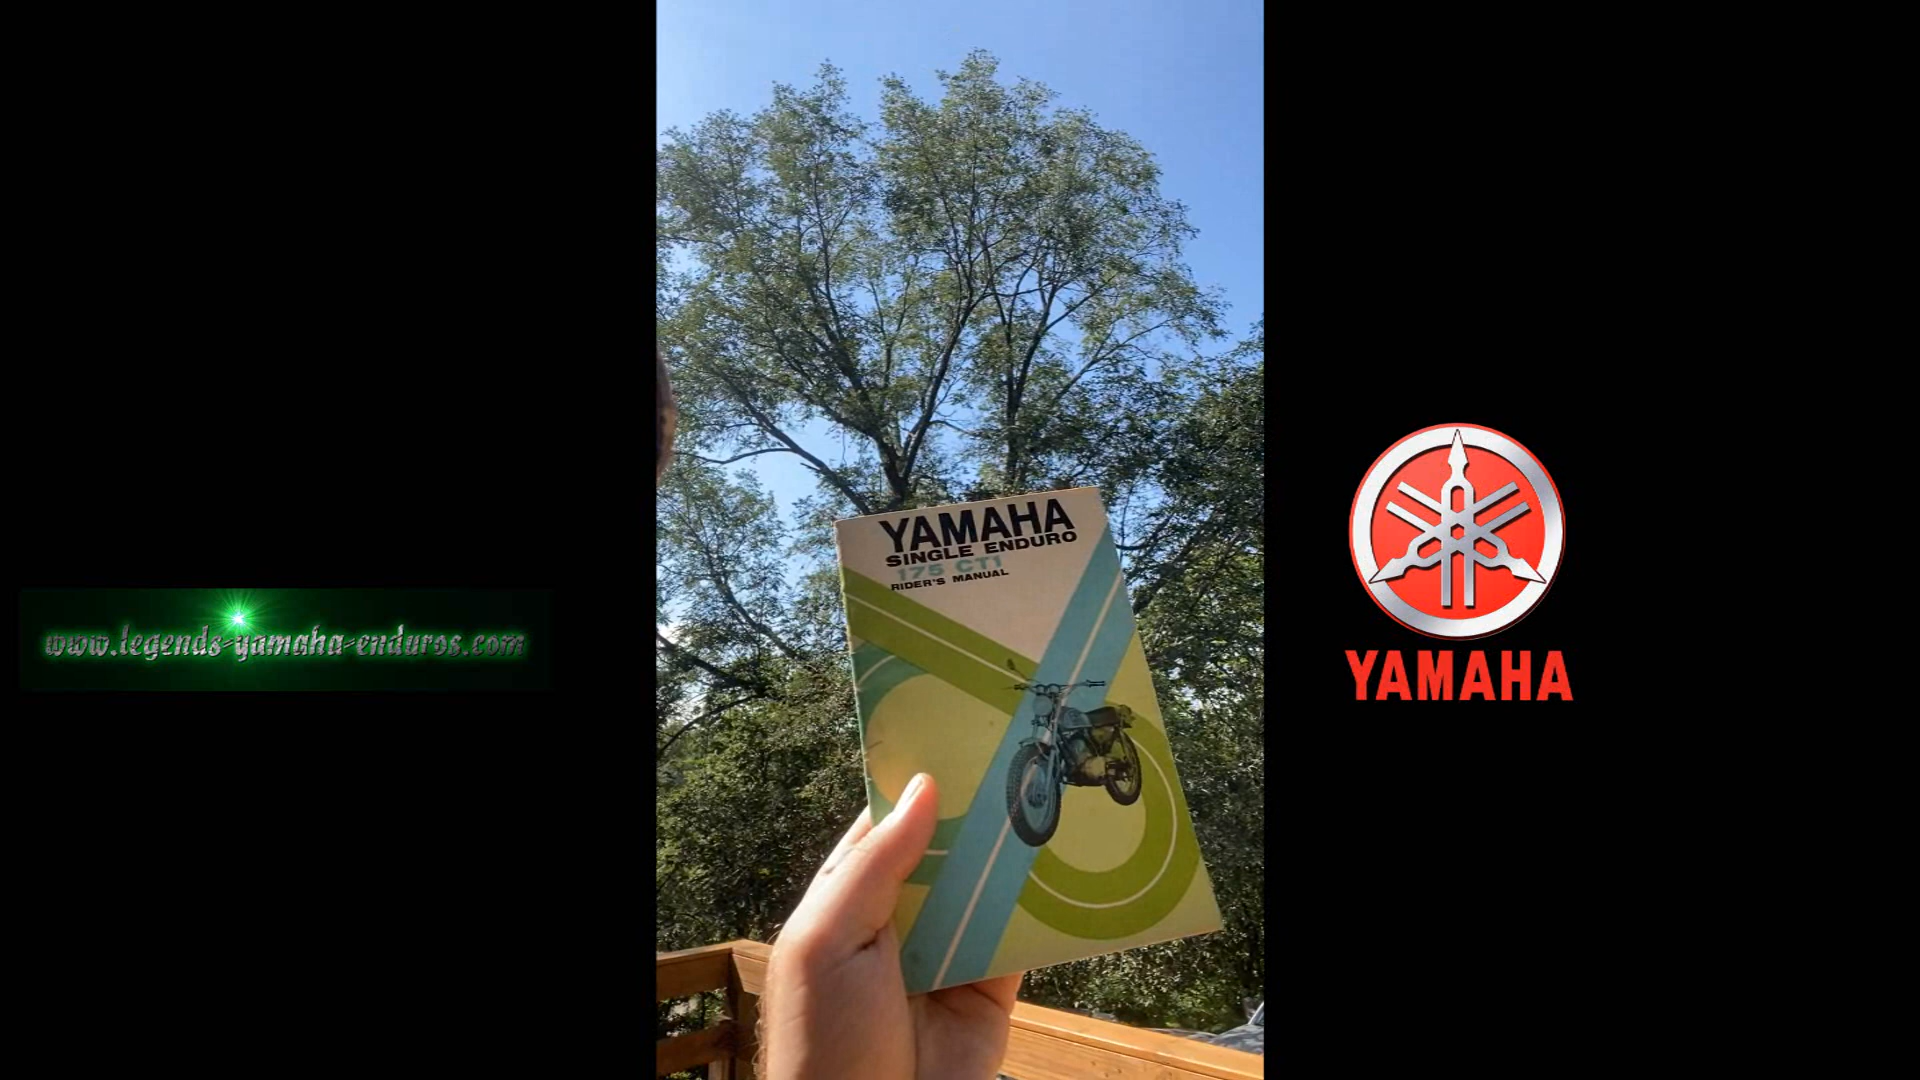 www.legends-yamaha-enduros.com
YAMAHA
SINGLE ENDURO
175 CT1
RIDER'S MANUAL
YAMAHA